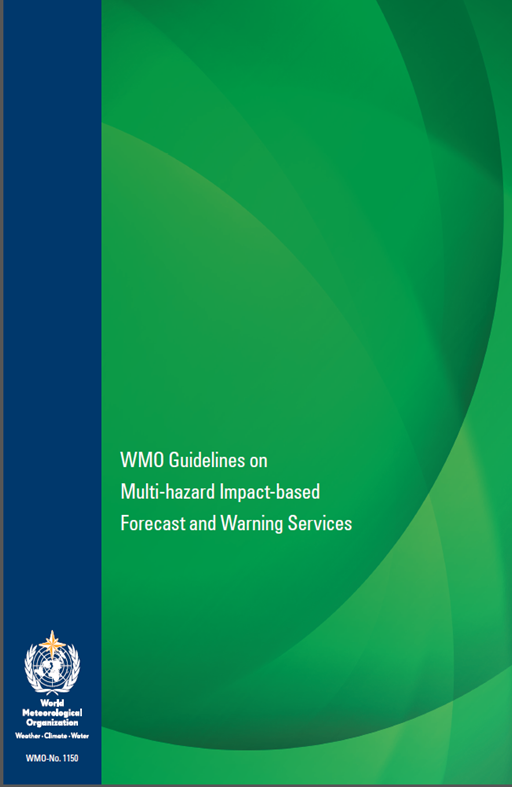 WMO Guidelines on
Multi-hazard Impact-based
Forecast and Warning Services
World
Meteorological
Organization
Weather · Climate · Water
WMO-No. 1150